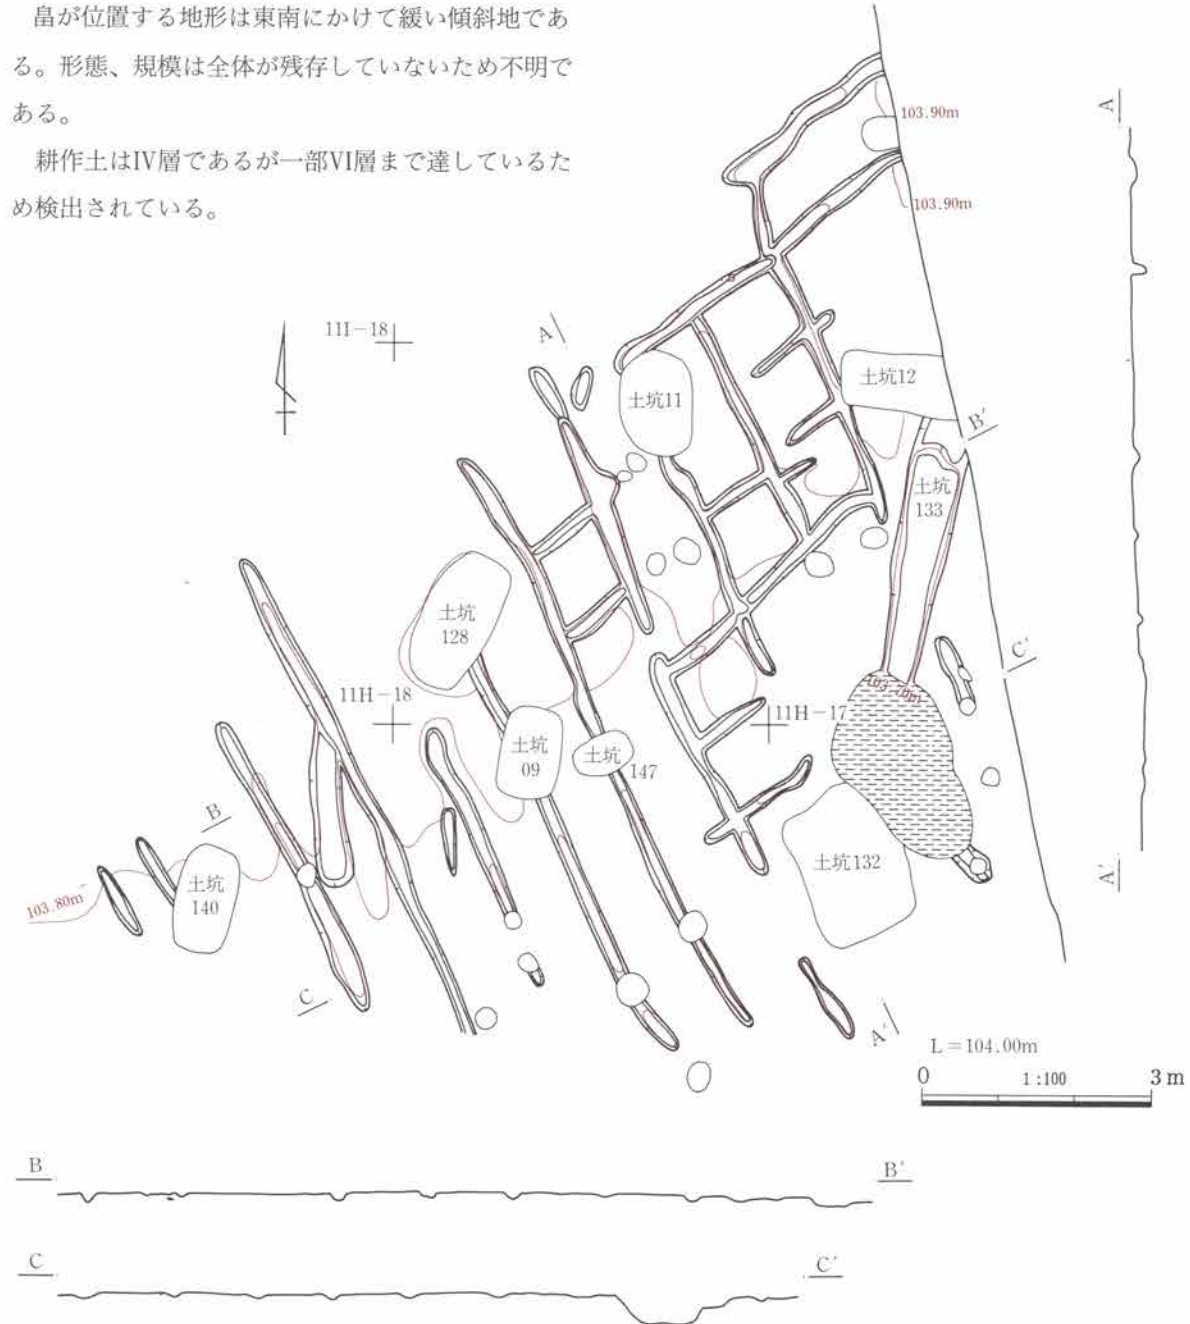 畠が位置する地形は東南にかけて緩い傾斜地であ
る。形態、規模は全体が残存していないため不明で
ある。
耕作土はⅣ層であるが一部Ⅵ層まで達しているた
め検出されている。
103.90m
A
103.90m
11I-18
A
土坑11
土坑12
B'
土坑
133
土坑
128
C'
103.70m
11H-18
11H-17
土坑
09
土坑
147
B
土坑132
A'
土坑
140
103.80m
C
A'
L=104.00m
0
1:100
3m
B
B'
C
C'